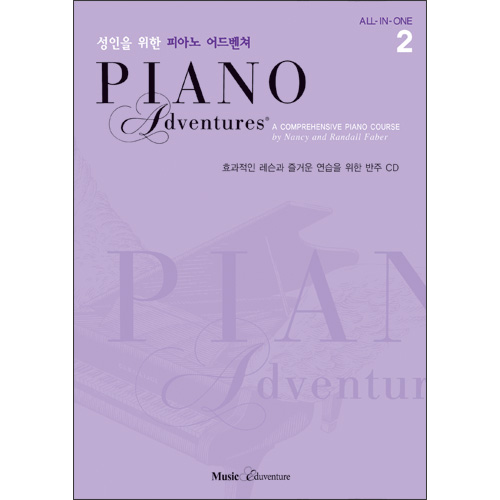 ALL-IN-ONE
2
성인을 위한 피아노 어드벤쳐
PIANO
Adventures®
A COMPREHENSIVE PIANO COURSE
by Nancy and Randall Faber
효과적인 레슨과 즐거운 연습을 위한 반주 CD
PIAN
Adventur
Music Eduventure